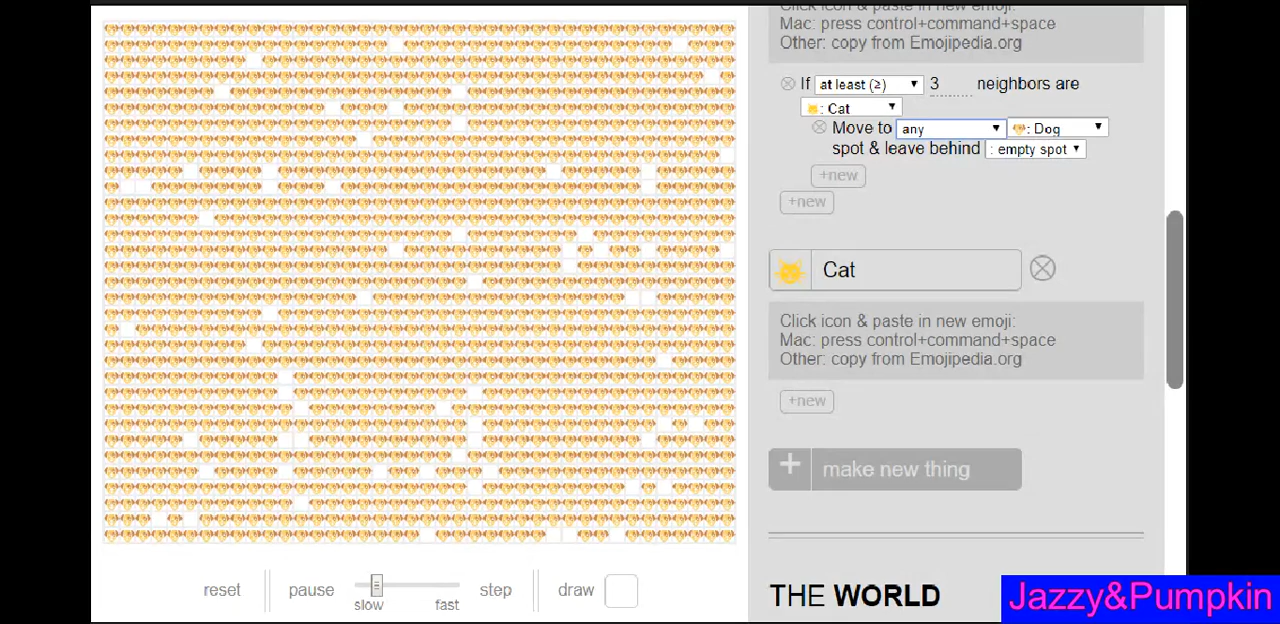 Click icon & paste in new emoji:
Mac: press control+command+space
Other: copy from Emojipedia.org
If at least (≥) 3 neighbors are
: Cat
Move to any : Dog
spot & leave behind : empty spot
+new
+new
Cat
Click icon & paste in new emoji:
Mac: press control+command+space
Other: copy from Emojipedia.org
+new
+ make new thing
reset pause slow fast step draw
THE WORLD
Jazzy&Pumpkin